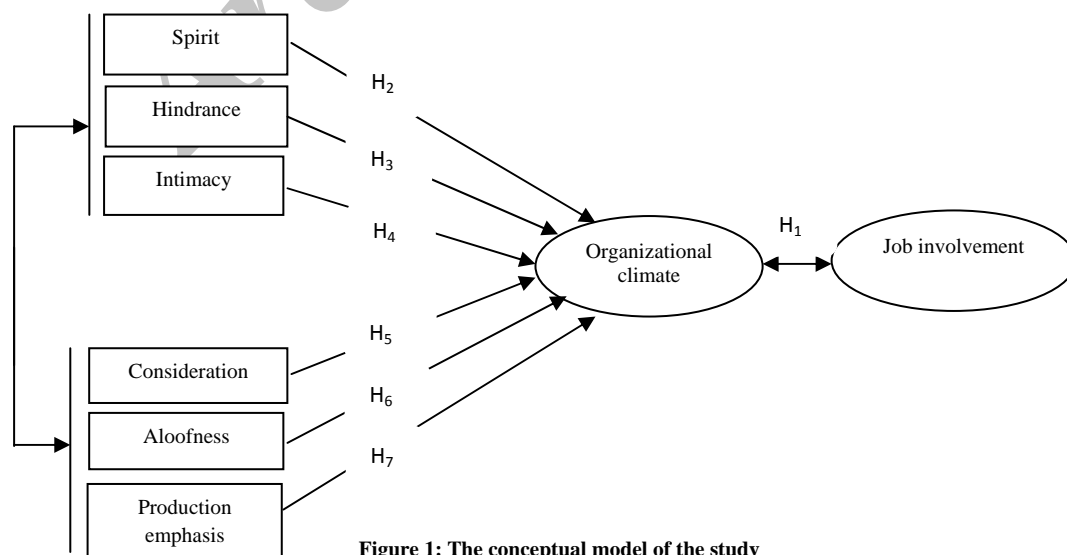 Spirit
Hindrance
Intimacy
Consideration
Aloofness
Production
emphasis
H2
H3
H4
H5
H6
H7
Organizational
climate
H1
Job involvement
Figure 1: The conceptual model of the study